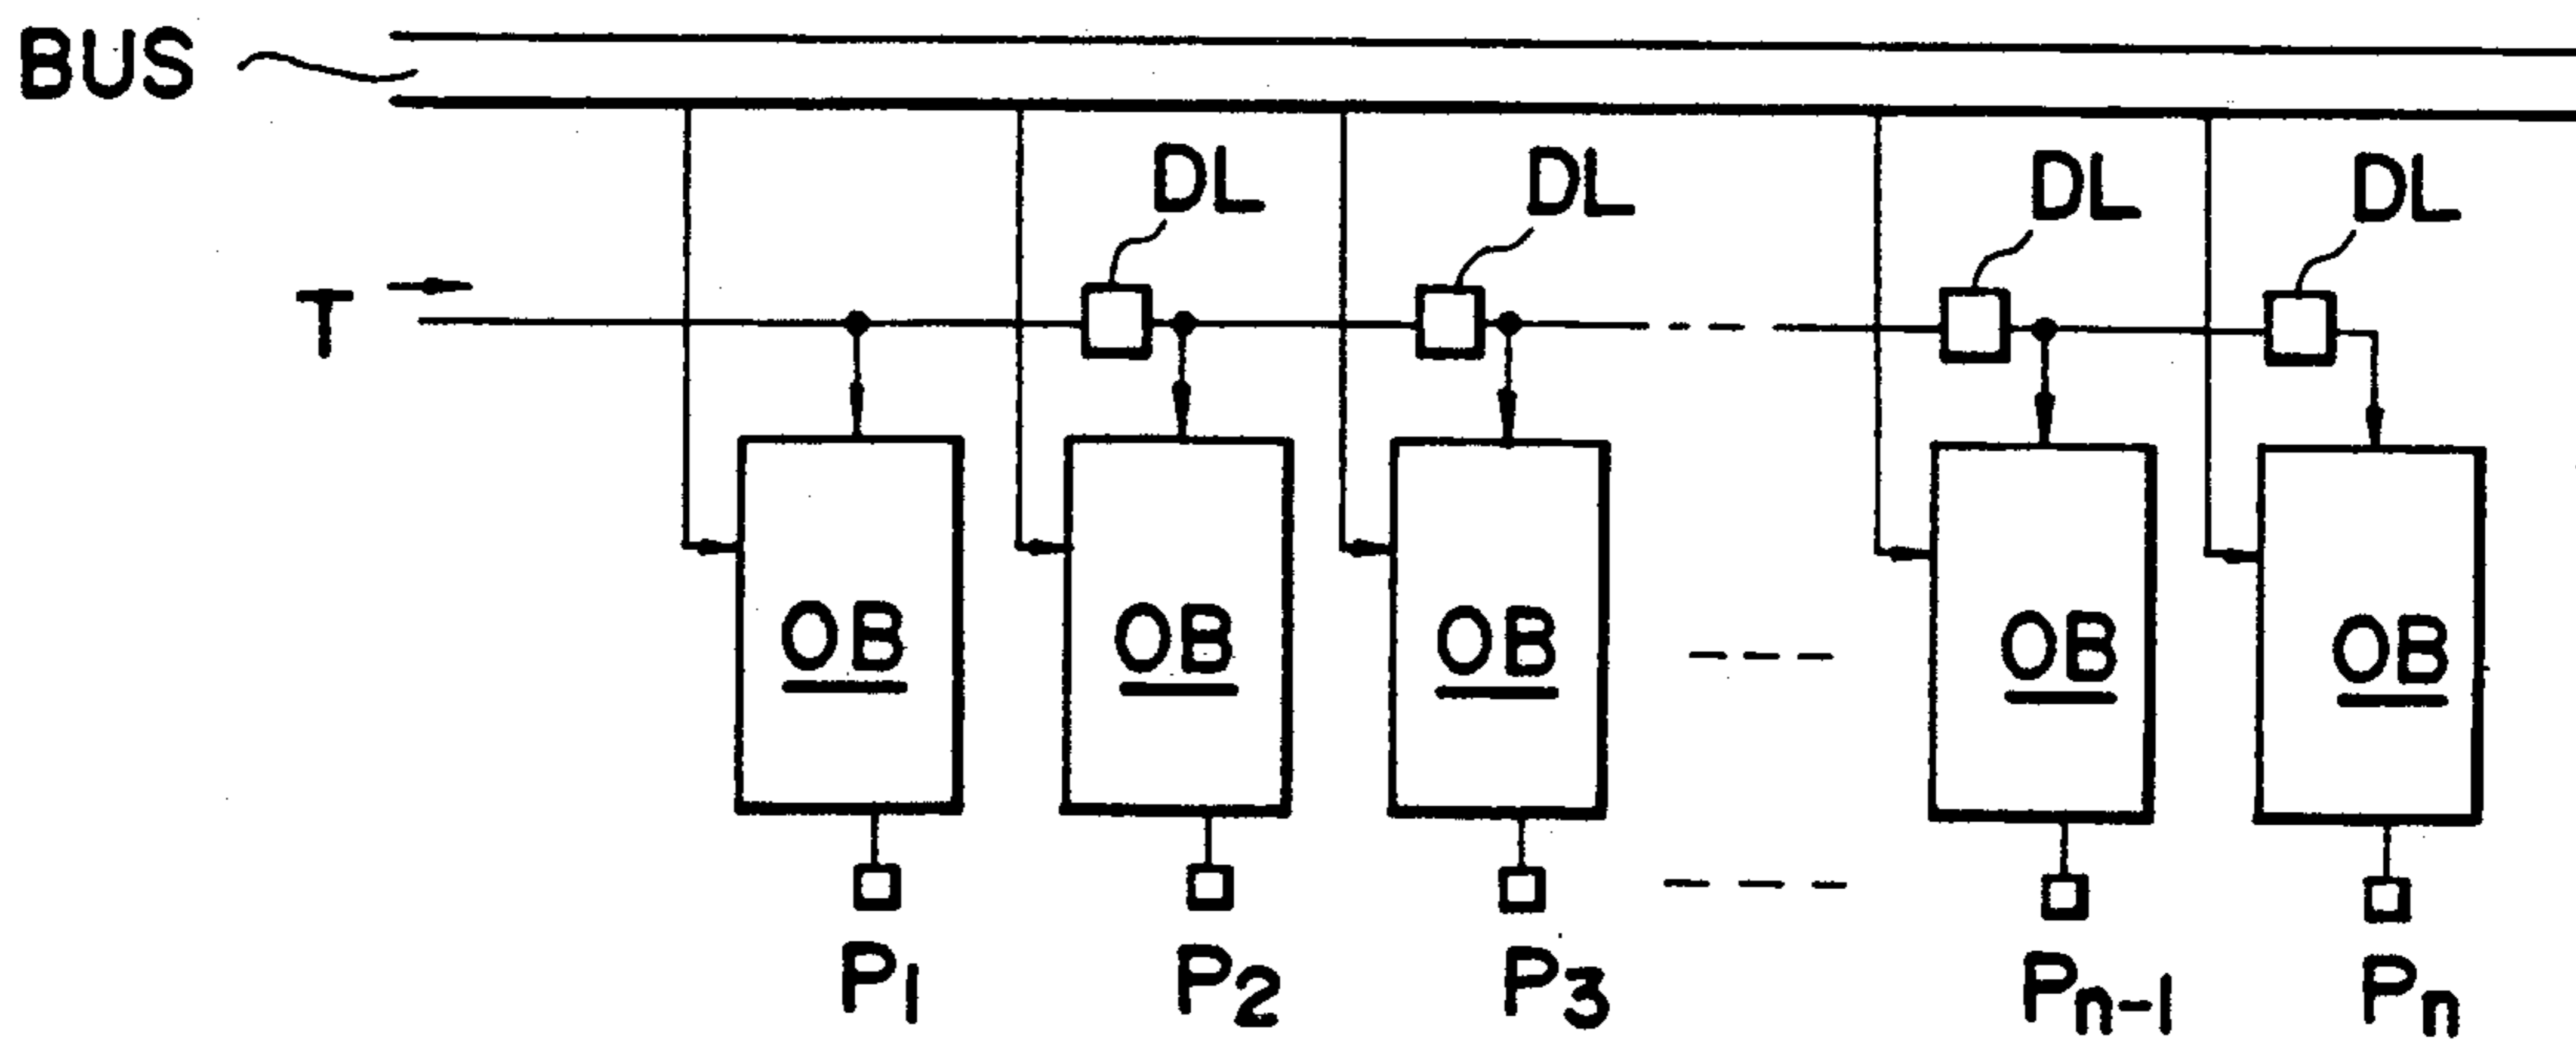 BUS
DL DL DL DL
T
OB OB OB OB OB
P1 P2 P3 Pn-1 Pn